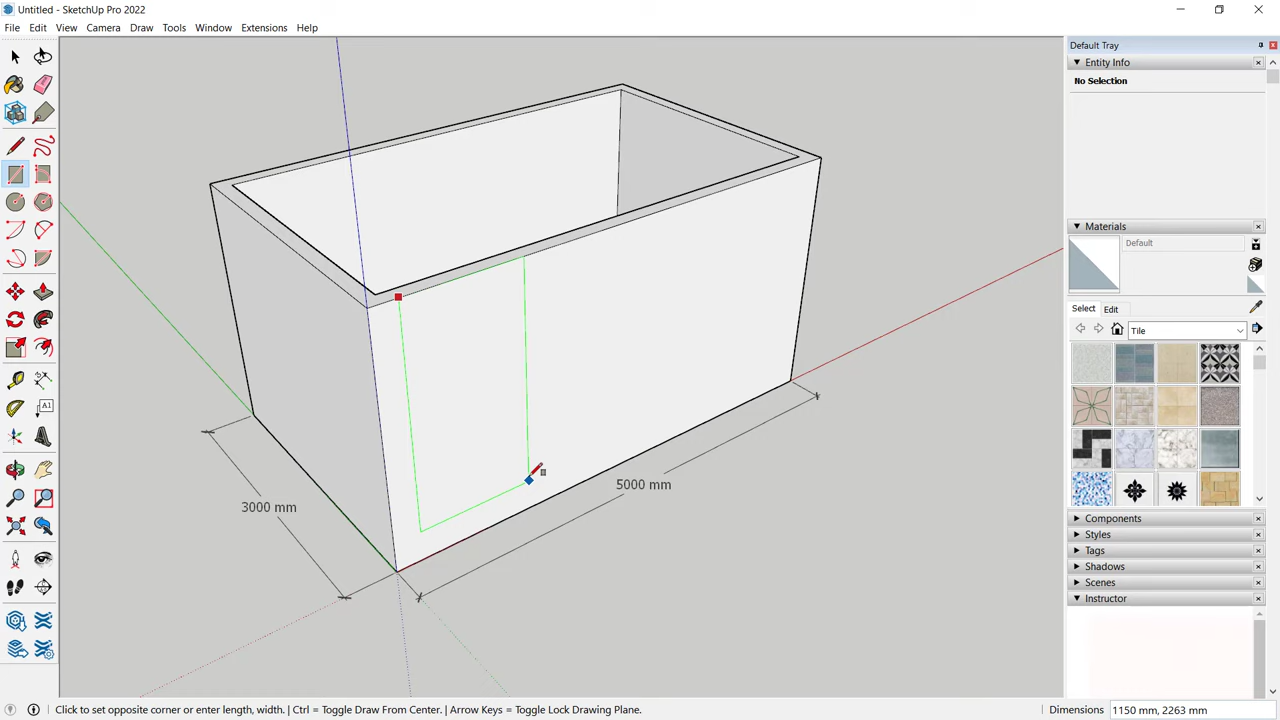 Untitled - SketchUp Pro 2022
File Edit View Camera Draw Tools Window Extensions Help
Default Tray
Entity Info
No Selection
Materials
Default
Select Edit
Tile
A1
3000 mm
5000 mm
Components
Styles
Tags
Shadows
Scenes
Instructor
Click to set opposite corner or enter length, width. | Ctrl = Toggle Draw From Center. | Arrow Keys = Toggle Lock Drawing Plane.
Dimensions 1150 mm, 2263 mm